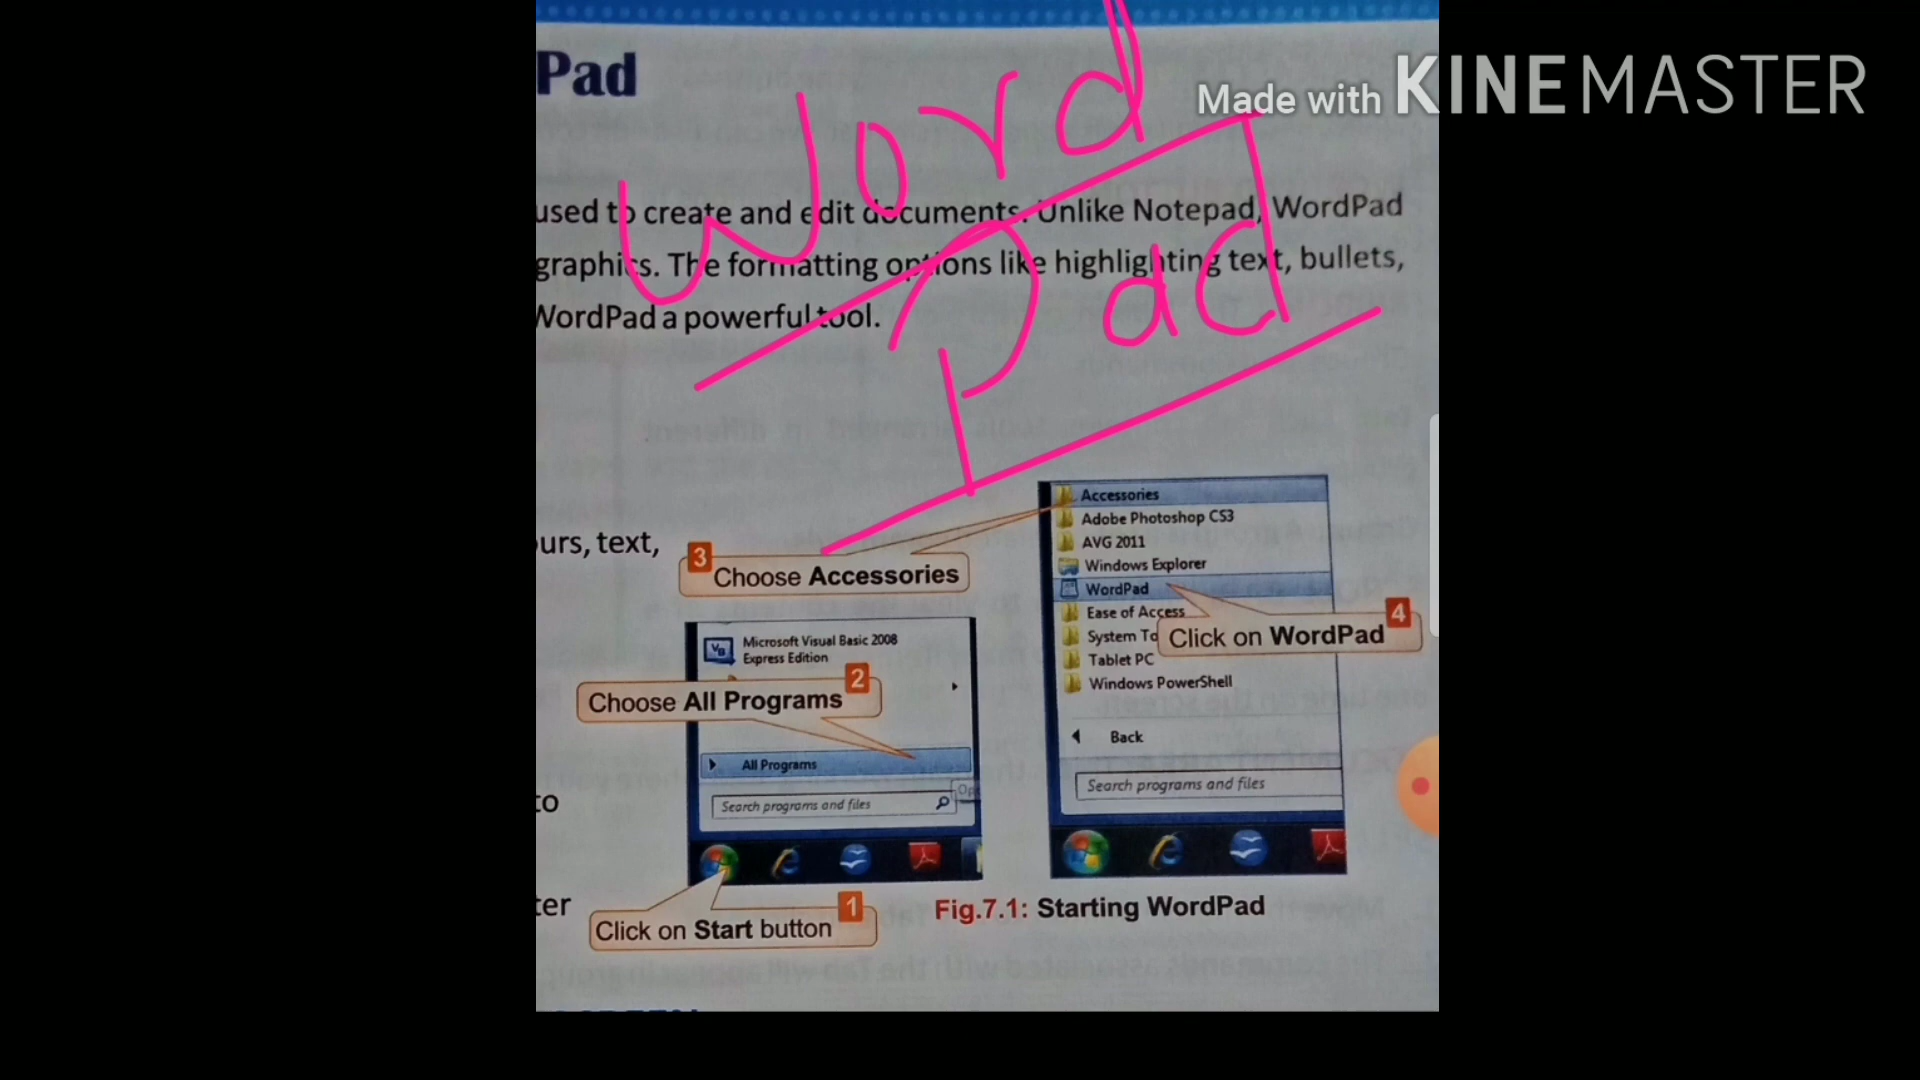 Pad
Word
Pad
Made with KINEMASTER
used to create and edit documents. Unlike Notepad, WordPad
graphics. The formatting options like highlighting text, bullets,
WordPad a powerful tool.
urs, text,
3
Choose Accessories
Microsoft Visual Basic 2008
Express Edition
2
Choose All Programs
All Programs
Search programs and files
Accessories
Adobe Photoshop CS3
AVG 2011
Windows Explorer
WordPad
Ease of Access
System To
Tablet PC
Windows PowerShell
4
Click on WordPad
Back
Search programs and files
to
ter
1
Click on Start button
Fig.7.1: Starting WordPad